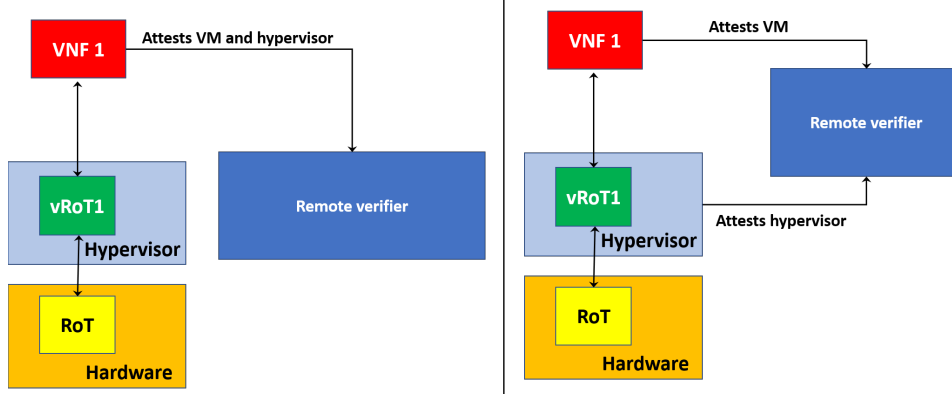 VNF 1
Attests VM and hypervisor
vRoT1
Hypervisor
Remote verifier
RoT
Hardware
VNF 1
Attests VM
Remote verifier
vRoT1
Hypervisor
Attests hypervisor
RoT
Hardware